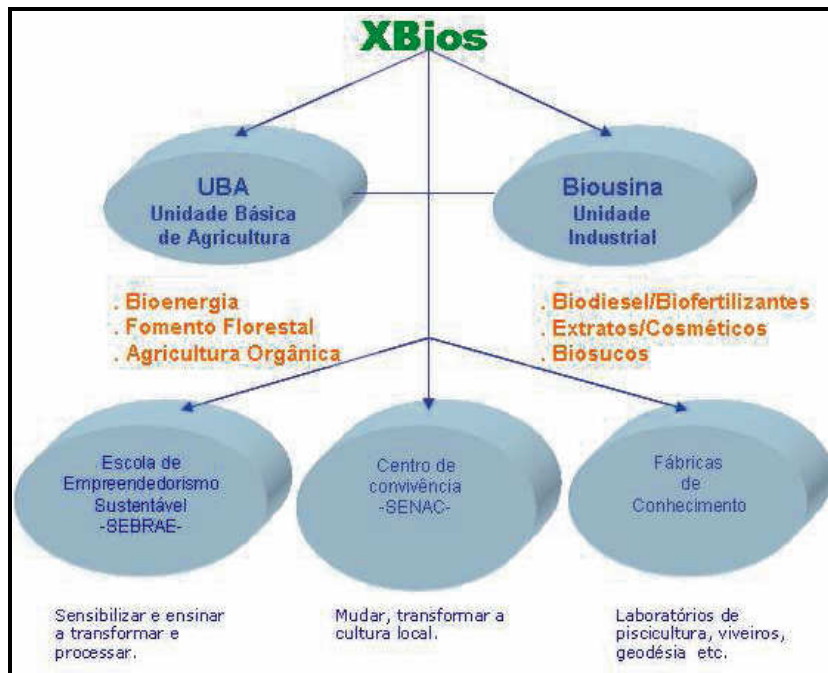 XBios
UBA
Unidade Básica
de Agricultura
Biousina
Unidade
Industrial
. Bioenergia
. Fomento Florestal
. Agricultura Orgânica
. Biodiesel/Biofertilizantes
. Extratos/Cosméticos
. Biosucos
Escola de
Empreendedorismo
Sustentável
-SEBRAE-
Centro de
convivência
-SENAC-
Fábricas
de
Conhecimento
Sensibilizar e ensinar
a transformar e
processar.
Mudar, transformar a
cultura local.
Laboratórios de
piscicultura, viveiros,
geodésia etc.